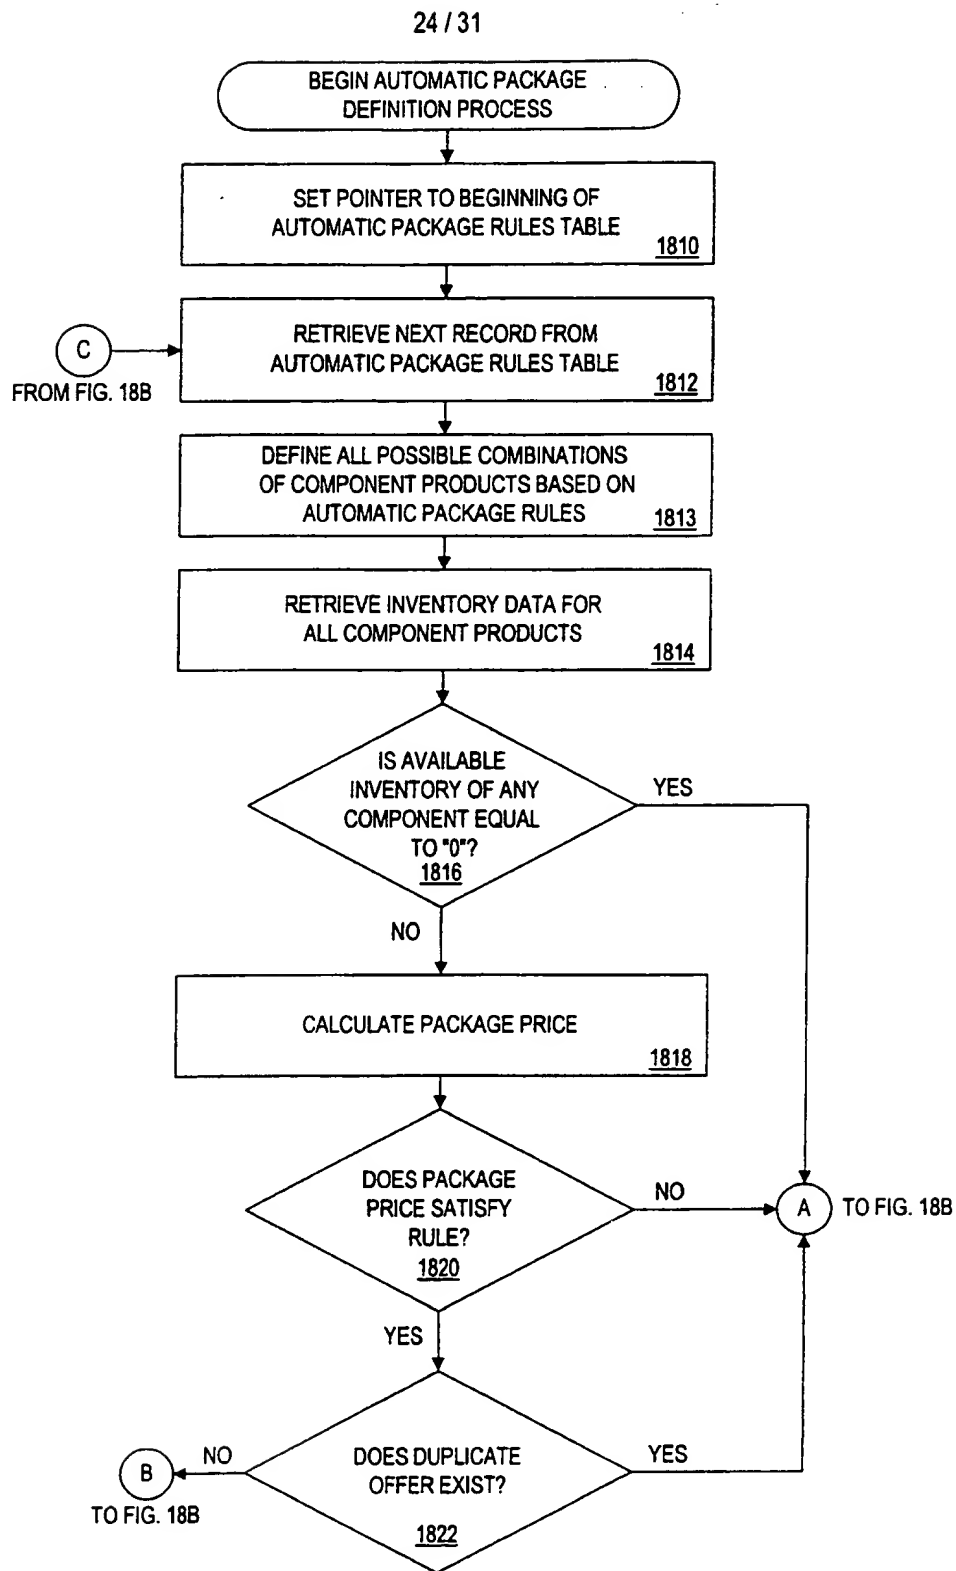 24 / 31
BEGIN AUTOMATIC PACKAGE
DEFINITION PROCESS
SET POINTER TO BEGINNING OF
AUTOMATIC PACKAGE RULES TABLE
1810
C
FROM FIG. 18B
RETRIEVE NEXT RECORD FROM
AUTOMATIC PACKAGE RULES TABLE
1812
DEFINE ALL POSSIBLE COMBINATIONS
OF COMPONENT PRODUCTS BASED ON
AUTOMATIC PACKAGE RULES
1813
RETRIEVE INVENTORY DATA FOR
ALL COMPONENT PRODUCTS
1814
IS AVAILABLE
INVENTORY OF ANY
COMPONENT EQUAL
TO "0"?
1816
YES
NO
CALCULATE PACKAGE PRICE
1818
DOES PACKAGE
PRICE SATISFY
RULE?
1820
NO
A
TO FIG. 18B
YES
DOES DUPLICATE
OFFER EXIST?
1822
YES
NO
B
TO FIG. 18B